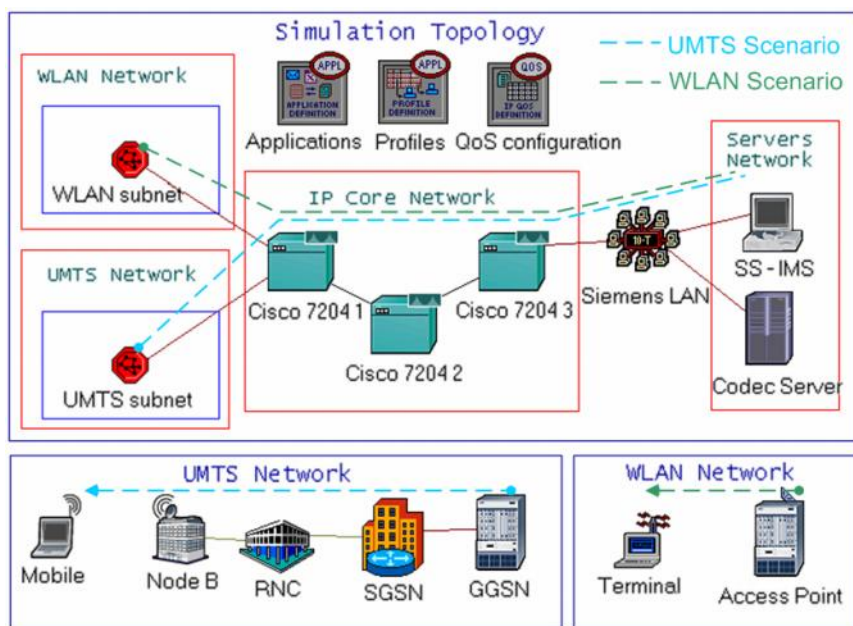 Simulation Topology
UMTS Scenario
WLAN Scenario
WLAN Network
APPL
APPLICATION
DEFINITION
APPL
PROFILE
DEFINITION
QOS
IP QOS
DEFINITION
Applications
Profiles
QoS configuration
Servers
Network
WLAN subnet
IP Core Network
10-T
SS - IMS
UMTS Network
Cisco 7204 1
Cisco 7204 3
Siemens LAN
Cisco 7204 2
UMTS subnet
Codec Server
UMTS Network
Mobile
Node B
RNC
SGSN
GGSN
WLAN Network
Terminal
Access Point